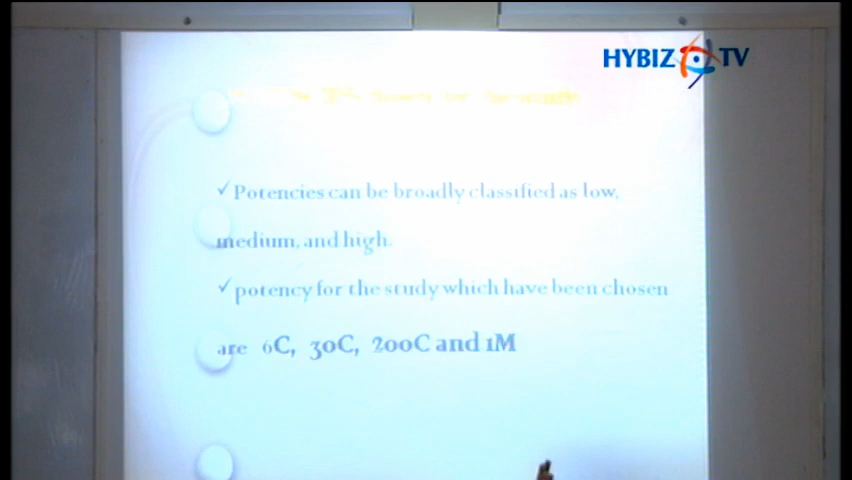 HYBIZ TV
✓Potencies can be broadly classified as low,
medium, and high.
✓potency for the study which have been chosen
are 6C, 30C, 200C and 1M